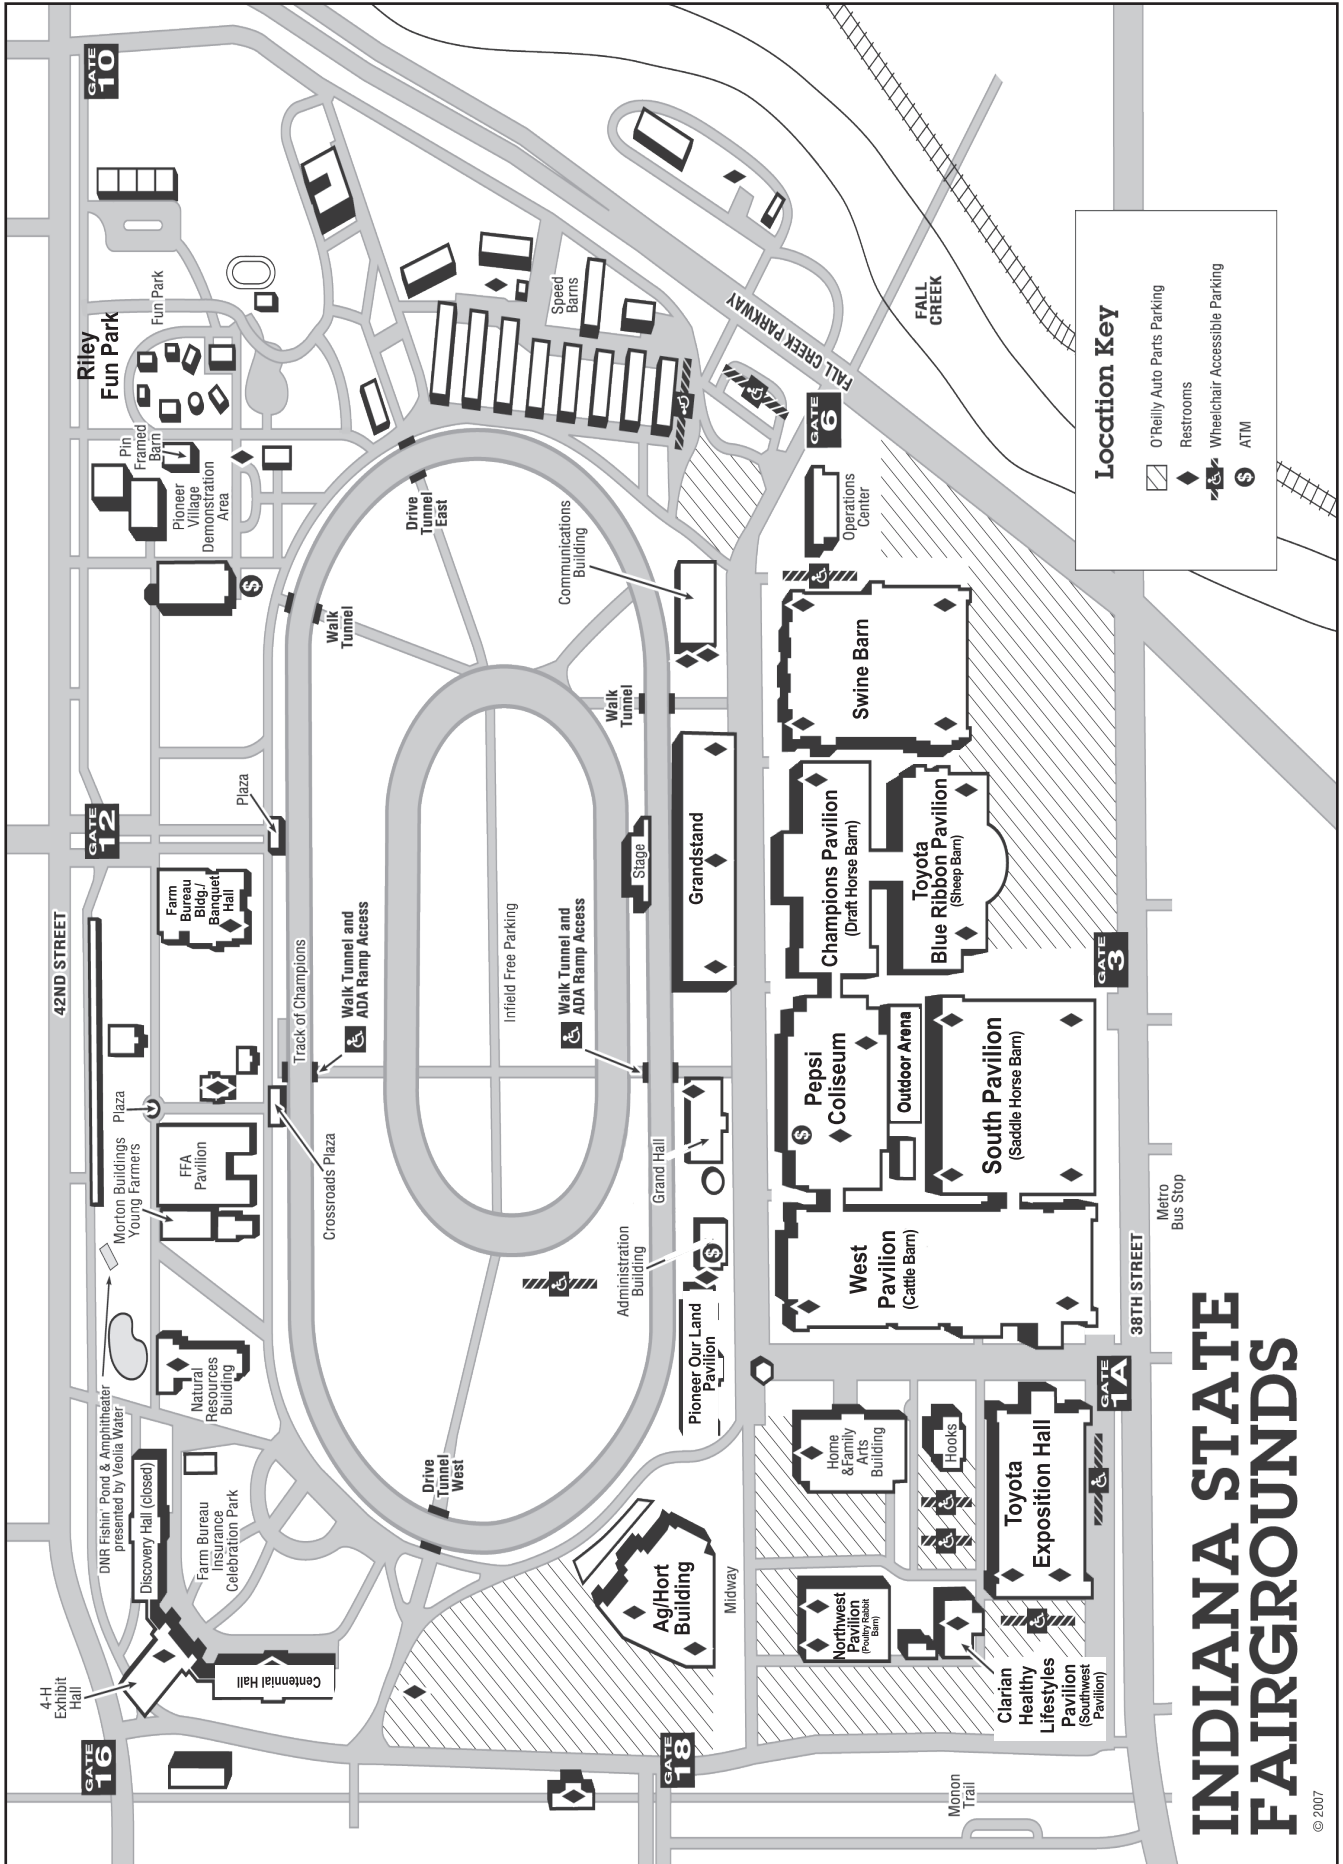 INDIANA STATE
FAIRGROUNDS
© 2007
42ND STREET
GATE
16
4-H
Exhibit
Hall
Centennial Hall
Discovery Hall (closed)
DNR Fishin' Pond & Amphitheater
presented by Veolia Water
Farm Bureau
Insurance
Celebration Park
Natural
Resources
Building
Morton Buildings
Young Farmers
FFA
Pavilion
Plaza
Crossroads Plaza
Farm
Bureau
Bldg./
Banquet
Hall
GATE
12
Plaza
$
Pioneer
Village
Demonstration
Area
Pin
Framed
Barn
Riley
Fun Park
Fun Park
GATE
10
Track of Champions
Walk Tunnel and
ADA Ramp Access
Walk
Tunnel
Drive
Tunnel
East
Speed
Barns
Infield Free Parking
Walk Tunnel and
ADA Ramp Access
Drive
Tunnel
West
Walk
Tunnel
Stage
Communications
Building
Grandstand
Grand Hall
Administration
Building
$
Pioneer Our Land
Pavilion
GATE
18
Ag/Hort
Building
Midway
FALL CREEK PARKWAY
FALL
CREEK
GATE
6
Operations
Center
Swine Barn
Champions Pavilion
(Draft Horse Barn)
Toyota
Blue Ribbon Pavilion
(Sheep Barn)
Pepsi
Coliseum
$
Outdoor Arena
South Pavilion
(Saddle Horse Barn)
West
Pavilion
(Cattle Barn)
Home
& Family
Arts
Building
Hooks
Toyota
Exposition Hall
Northwest
Pavilion
(Poultry Rabbit
Barn)
Clarian
Healthy
Lifestyles
Pavilion
(Southwest
Pavilion)
Monon
Trail
GATE
1A
38TH STREET
Metro
Bus Stop
GATE
3
Location Key
O'Reilly Auto Parts Parking
Restrooms
Wheelchair Accessible Parking
$ ATM